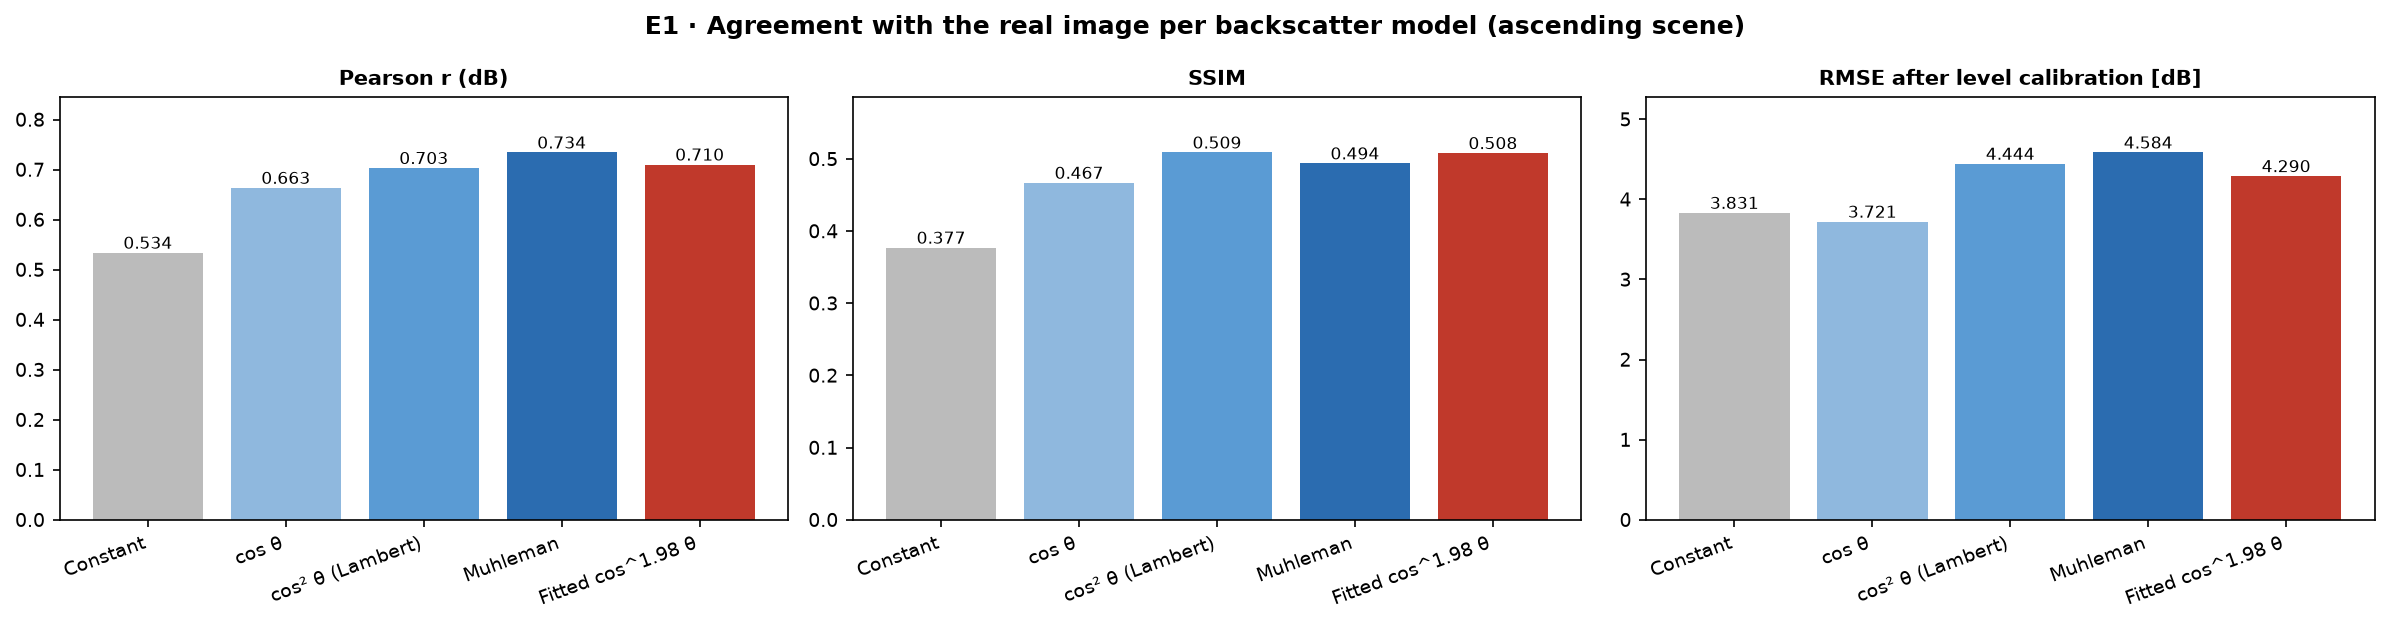 E1 · Agreement with the real image per backscatter model (ascending scene)
Pearson r (dB)
0.8
0.7
0.6
0.5
0.4
0.3
0.2
0.1
0.0
0.534
0.663
0.703
0.734
0.710
Constant
cos θ
cos² θ (Lambert)
Muhleman
Fitted cos^1.98 θ
SSIM
0.5
0.4
0.3
0.2
0.1
0.0
0.377
0.467
0.509
0.494
0.508
Constant
cos θ
cos² θ (Lambert)
Muhleman
Fitted cos^1.98 θ
RMSE after level calibration [dB]
5
4
3
2
1
0
3.831
3.721
4.444
4.584
4.290
Constant
cos θ
cos² θ (Lambert)
Muhleman
Fitted cos^1.98 θ